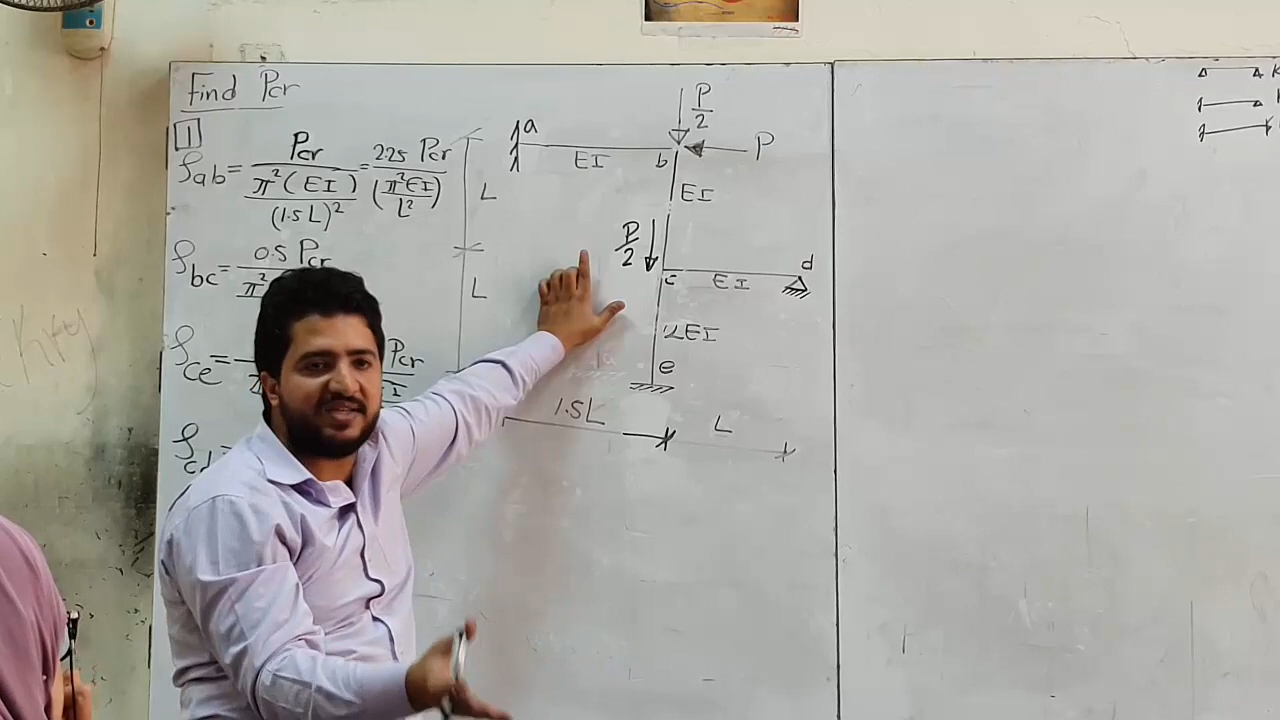 Find Pcr
1
ρab = Pcr / (π²(EI) / (1.5L)²) = 2.25 Pcr / (π²EI / L²)
ρbc = 0.5 Pcr / π²
ρce = Pcr
ρcd
L
L
a
EI
b
P/2
P
EI
P/2
c
EI
d
2EI
e
1.5L
L
K